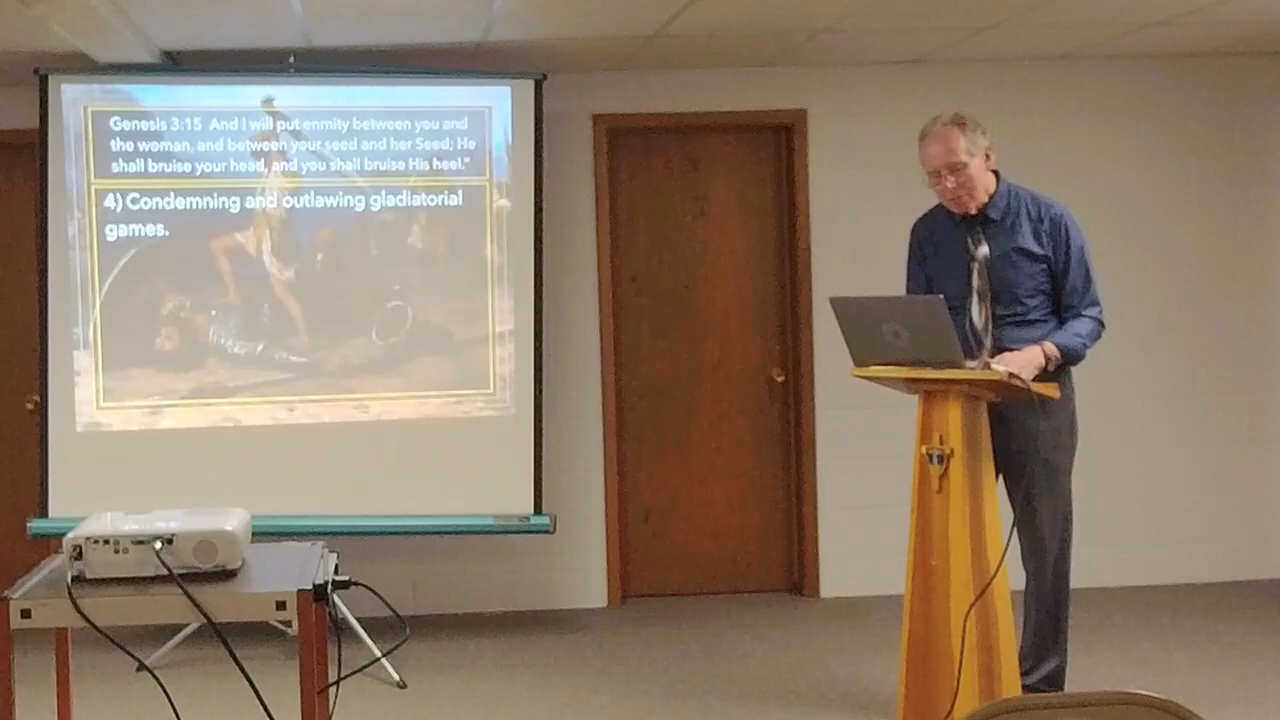 Genesis 3:15 And I will put enmity between you and
the woman, and between your seed and her Seed; He
shall bruise your head, and you shall bruise His heel."
4) Condemning and outlawing gladiatorial
games.